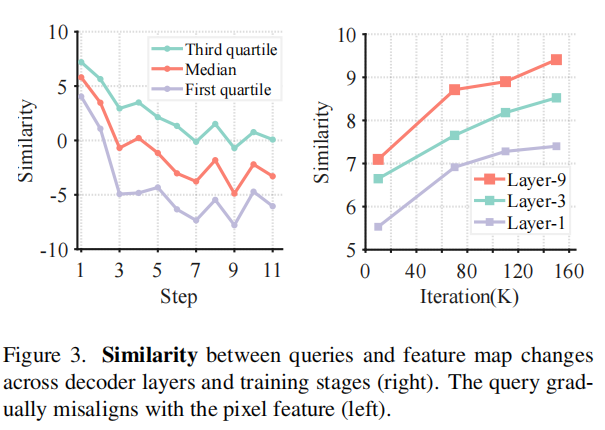 10
5
0
-5
-10
Similarity
Third quartile
Median
First quartile
1 3 5 7 9 11
Step
10
9
8
7
6
5
Similarity
Layer-9
Layer-3
Layer-1
0 40 80 120 160
Iteration(K)
Figure 3. Similarity between queries and feature map changes
across decoder layers and training stages (right). The query grad-
ually misaligns with the pixel feature (left).